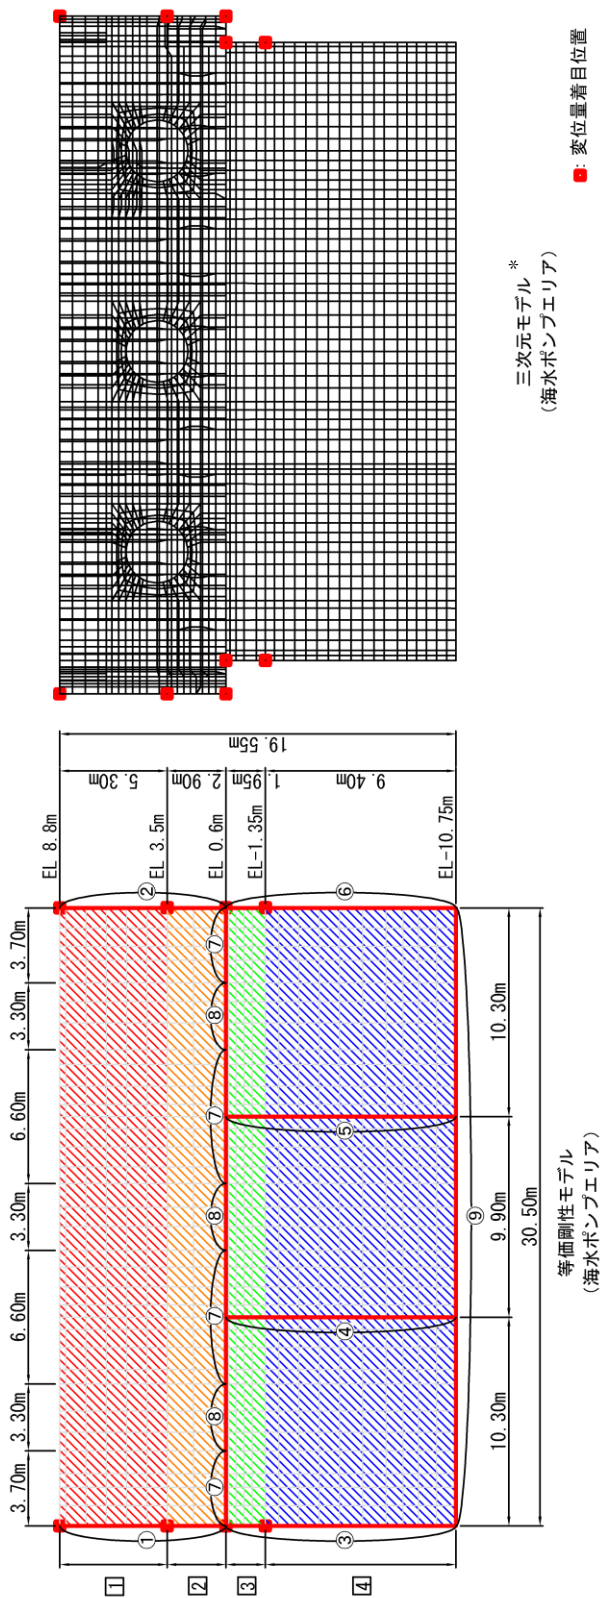 3.70m
3.30m
6.60m
3.30m
6.60m
3.30m
3.70m
EL 8.8m
EL 3.5m
EL 0.6m
EL-1.35m
EL-10.75m
5.30m
2.90m
1.95m
9.40m
19.55m
1
2
3
4
①
②
③
④
⑤
⑥
⑦
⑧
⑦
⑧
⑦
⑧
⑦
⑨
10.30m
9.90m
10.30m
30.50m
等価剛性モデル
(海水ポンプエリア)
三次元モデル*
(海水ポンプエリア)
: 変位量着目位置